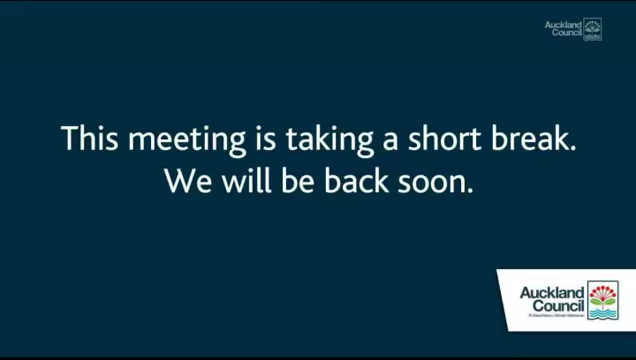 Auckland
Council
This meeting is taking a short break.
We will be back soon.
Auckland
Council